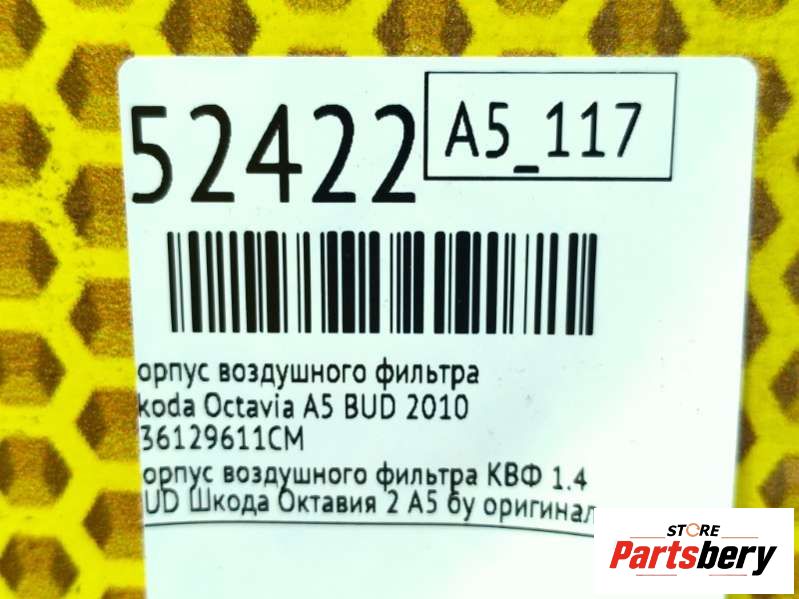 52422
A5_117
орпус воздушного фильтра
koda Octavia A5 BUD 2010
36129611CM
орпус воздушного фильтра КВФ 1.4
UD Шкода Октавия 2 А5 бу оригинал
STORE
Partsbery